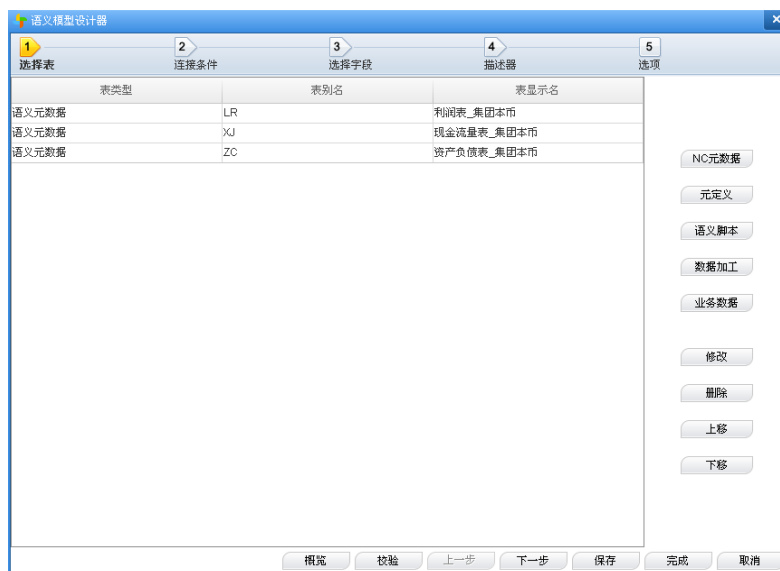 语义模型设计器
1 2 3 4 5
选择表 连接条件 选择字段 描述器 选项
表类型 表别名 表显示名
语义元数据 LR 利润表_集团本币
语义元数据 XJ 现金流量表_集团本币
语义元数据 ZC 资产负债表_集团本币
NC元数据
元定义
语义脚本
数据加工
业务数据
修改
删除
上移
下移
概览 校验 上一步 下一步 保存 完成 取消